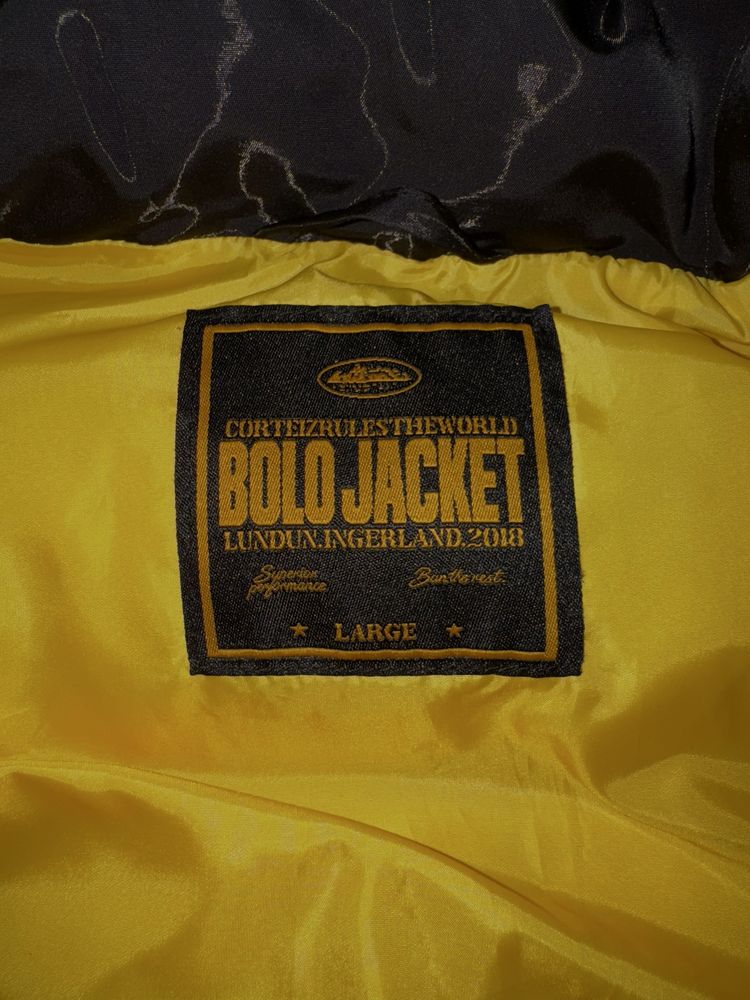 CORTEIZRULESTHEWORLD
BOLO JACKET
LUNDUN.INGERLAND.2018
Superior performance
Bun the rest.
LARGE